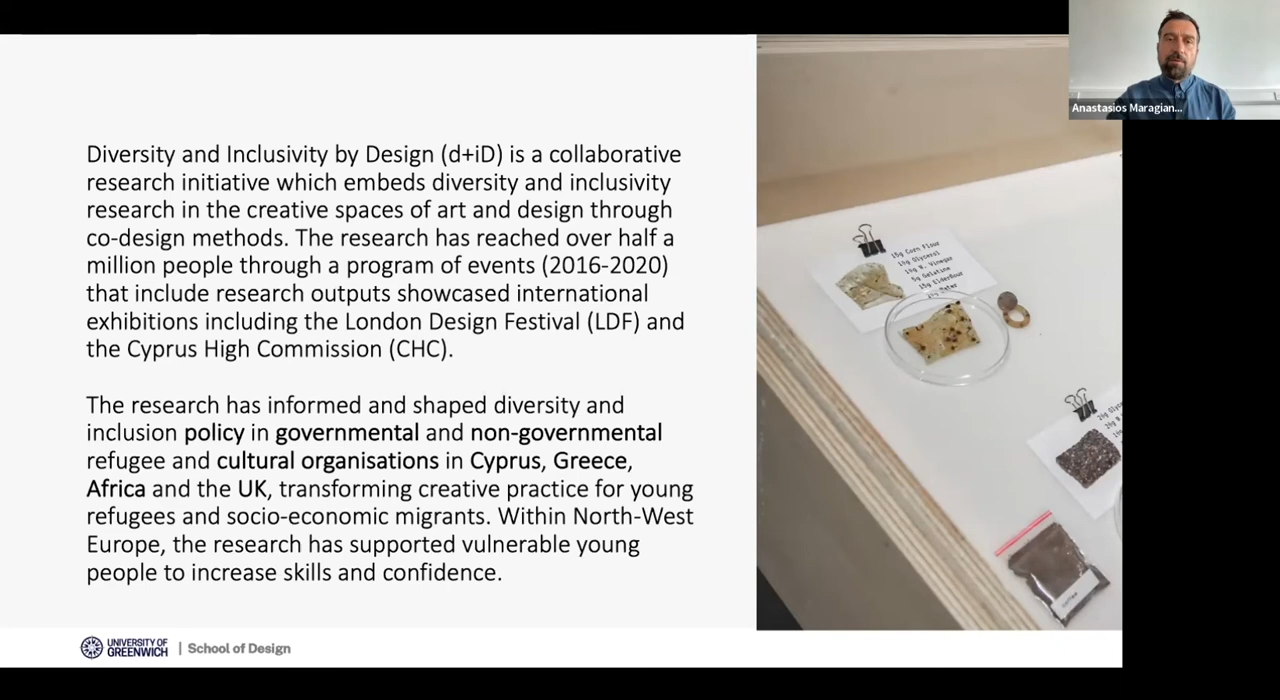 Anastasios Maragian...
Diversity and Inclusivity by Design (d+iD) is a collaborative
research initiative which embeds diversity and inclusivity
research in the creative spaces of art and design through
co-design methods. The research has reached over half a
million people through a program of events (2016-2020)
that include research outputs showcased international
exhibitions including the London Design Festival (LDF) and
the Cyprus High Commission (CHC).
The research has informed and shaped diversity and
inclusion policy in governmental and non-governmental
refugee and cultural organisations in Cyprus, Greece,
Africa and the UK, transforming creative practice for young
refugees and socio-economic migrants. Within North-West
Europe, the research has supported vulnerable young
people to increase skills and confidence.
15g Corn Flour
Glycerol
Vinegar
5g Gelatine
15g Elderflour
Water
UNIVERSITY OF
GREENWICH | School of Design